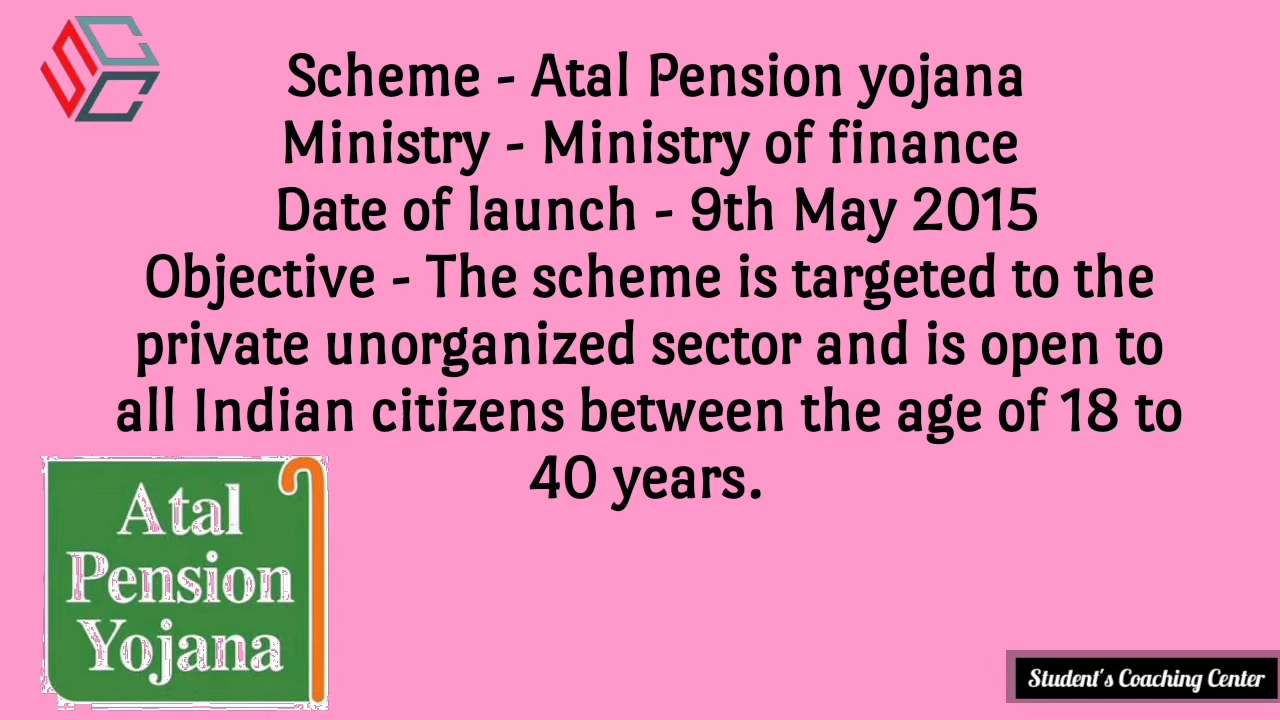 Scheme - Atal Pension yojana
Ministry - Ministry of finance
Date of launch - 9th May 2015
Objective - The scheme is targeted to the
private unorganized sector and is open to
all Indian citizens between the age of 18 to
40 years.
Atal
Pension
Yojana
Student's Coaching Center